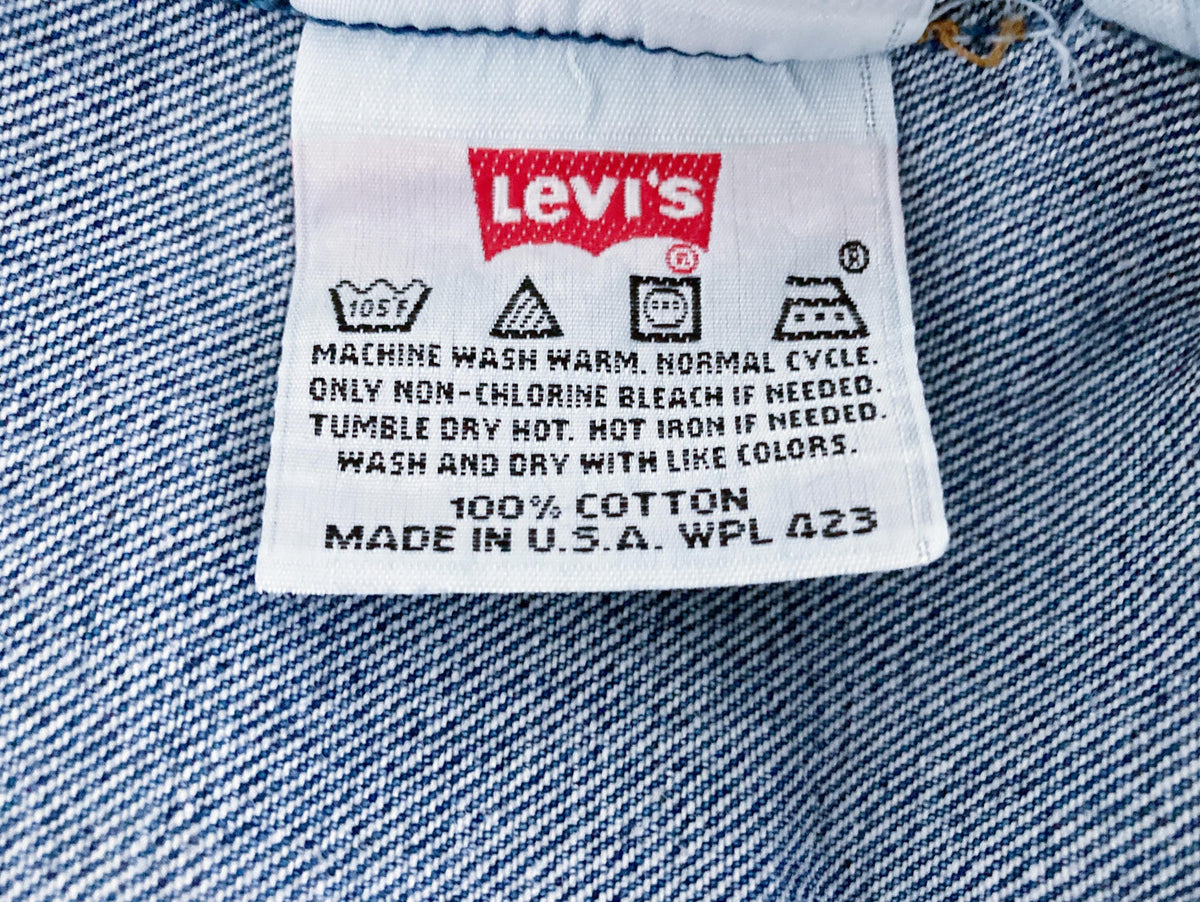 Levi's
®
®
105°F
MACHINE WASH WARM. NORMAL CYCLE.
ONLY NON-CHLORINE BLEACH IF NEEDED.
TUMBLE DRY HOT. HOT IRON IF NEEDED.
WASH AND DRY WITH LIKE COLORS.
100% COTTON
MADE IN U.S.A. WPL 423